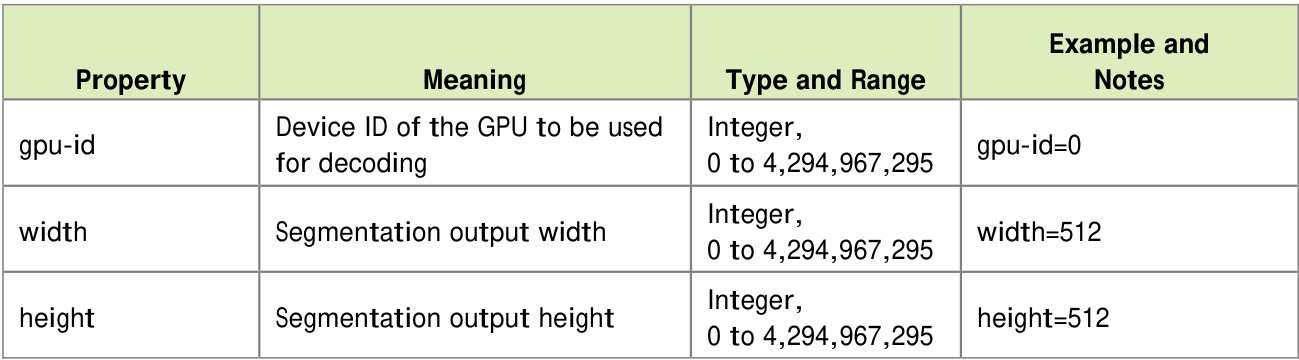 Property
Meaning
Type and Range
Example and
Notes
gpu-id
Device ID of the GPU to be used
for decoding
Integer,
0 to 4,294,967,295
gpu-id=0
width
Segmentation output width
Integer,
0 to 4,294,967,295
width=512
height
Segmentation output height
Integer,
0 to 4,294,967,295
height=512